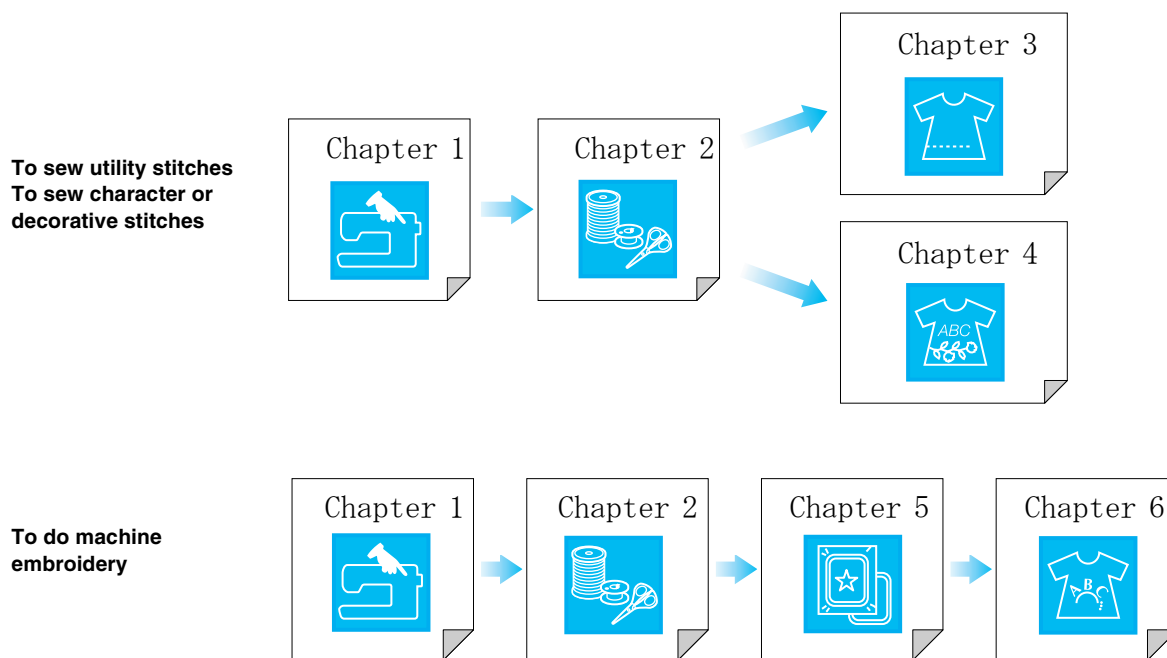 To sew utility stitches
To sew character or
decorative stitches
Chapter 1
Chapter 2
Chapter 3
Chapter 4
ABC
To do machine
embroidery
Chapter 1
Chapter 2
Chapter 5
Chapter 6
A B C ?